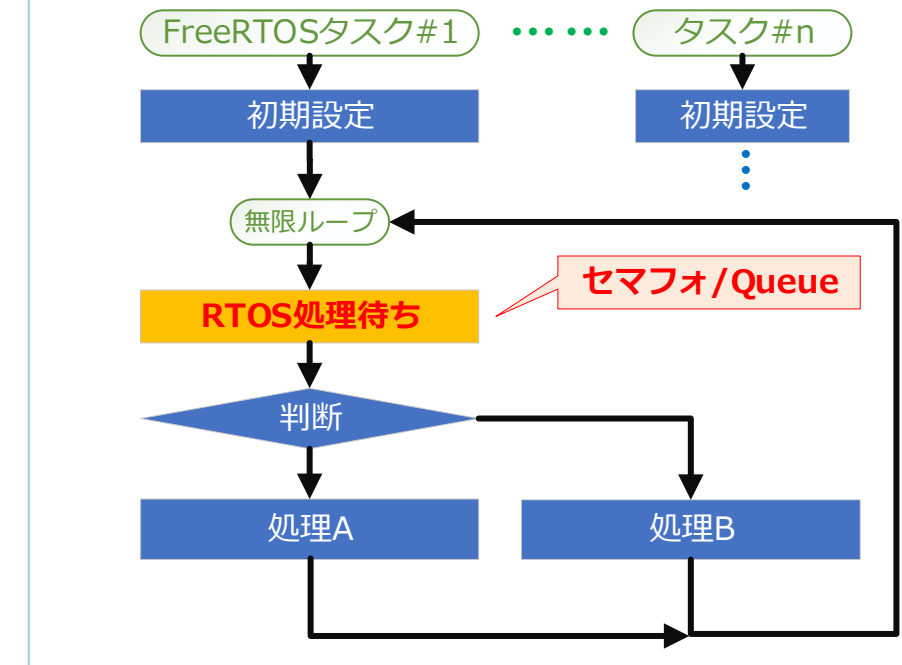 FreeRTOSタスク#1 …… タスク#n
初期設定 初期設定
無限ループ
セマフォ/Queue
RTOS処理待ち
判断
処理A 処理B